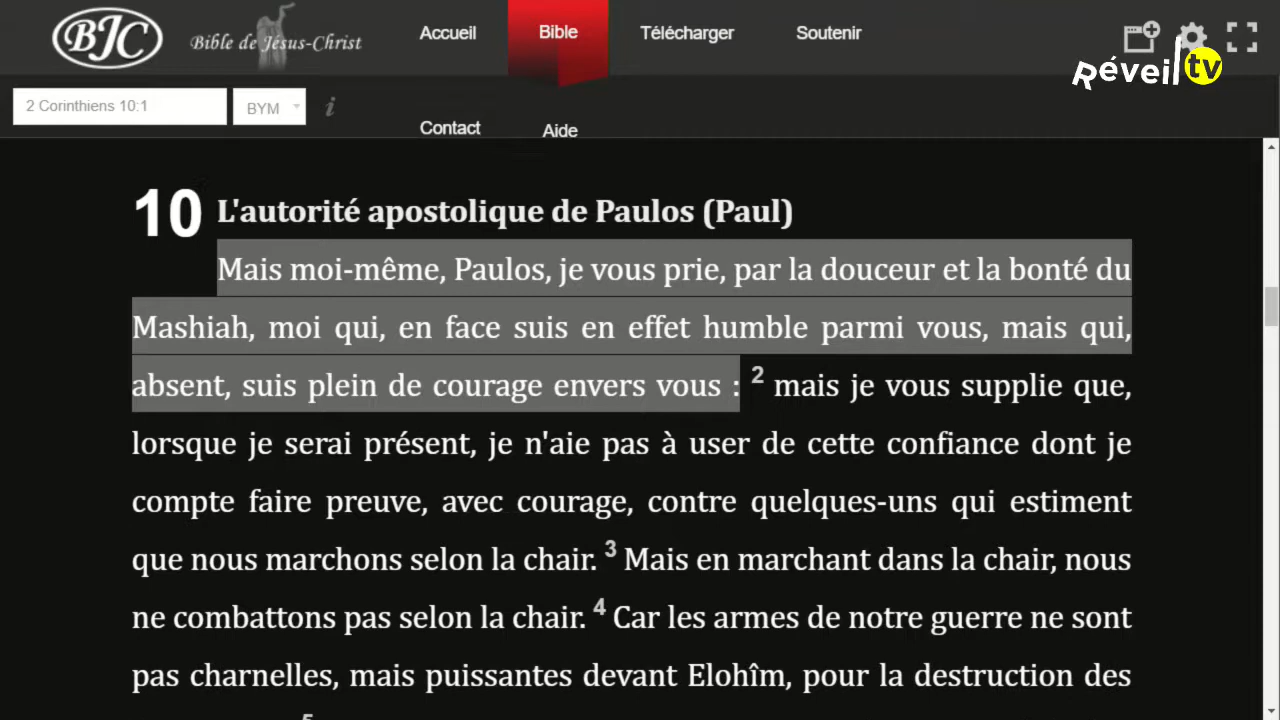 BJC
Bible de Jésus-Christ
Accueil
Bible
Télécharger
Soutenir
Réveil tv
2 Corinthiens 10:1
BYM
i
Contact
Aide
10 L'autorité apostolique de Paulos (Paul)
Mais moi-même, Paulos, je vous prie, par la douceur et la bonté du
Mashiah, moi qui, en face suis en effet humble parmi vous, mais qui,
absent, suis plein de courage envers vous : 2 mais je vous supplie que,
lorsque je serai présent, je n'aie pas à user de cette confiance dont je
compte faire preuve, avec courage, contre quelques-uns qui estiment
que nous marchons selon la chair. 3 Mais en marchant dans la chair, nous
ne combattons pas selon la chair. 4 Car les armes de notre guerre ne sont
pas charnelles, mais puissantes devant Elohîm, pour la destruction des